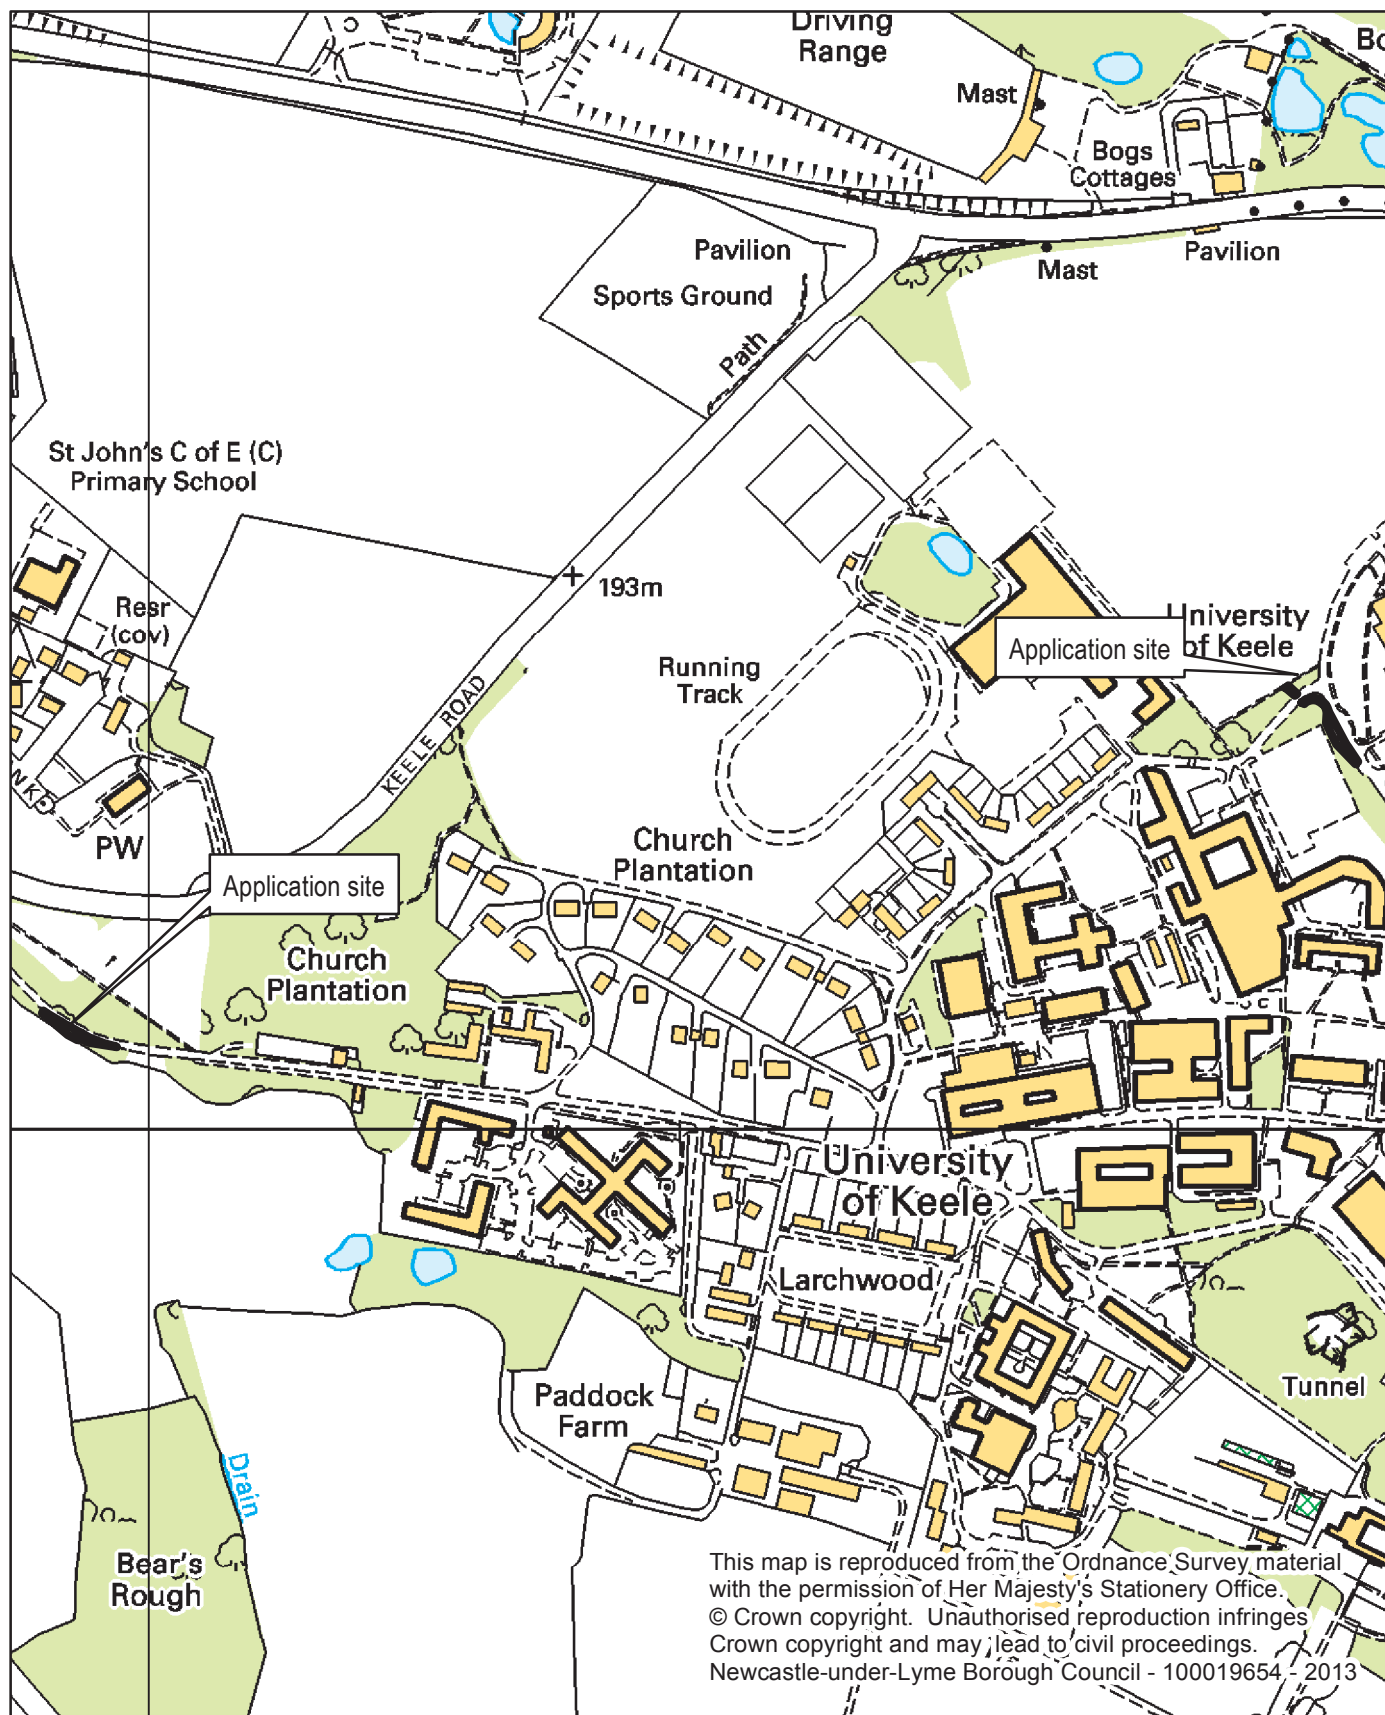 Driving
Range
Bo
Mast
Bogs
Cottages
Pavilion
Mast
Pavilion
Sports Ground
Path
St John's C of E (C)
Primary School
193m
Resr
(cov)
University
of Keele
Application site
Running
Track
KEELE ROAD
PW
Church
Plantation
Application site
Church
Plantation
University
of Keele
Larchwood
Tunnel
Paddock
Farm
Drain
Bear's
Rough
This map is reproduced from the Ordnance Survey material
with the permission of Her Majesty's Stationery Office.
© Crown copyright. Unauthorised reproduction infringes
Crown copyright and may lead to civil proceedings.
Newcastle-under-Lyme Borough Council - 100019654 - 2013